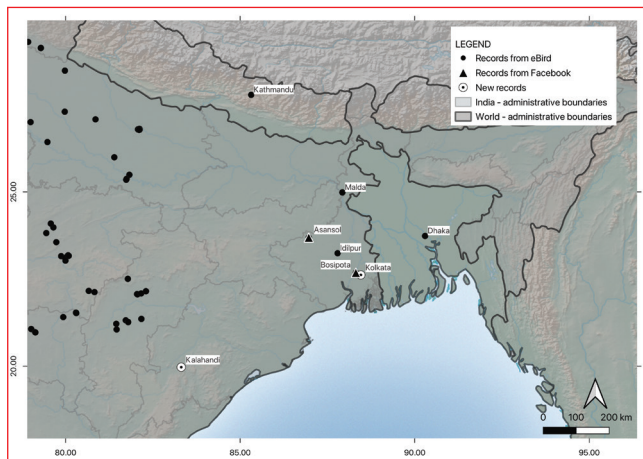 LEGEND
Records from eBird
Records from Facebook
New records
India - administrative boundaries
World - administrative boundaries
Kathmandu
25.00
Malda
Asansol
Dhaka
Idilpur
Bosipota
Kolkata
20.00
Kalahandi
0 100 200 km
80.00 85.00 90.00 95.00